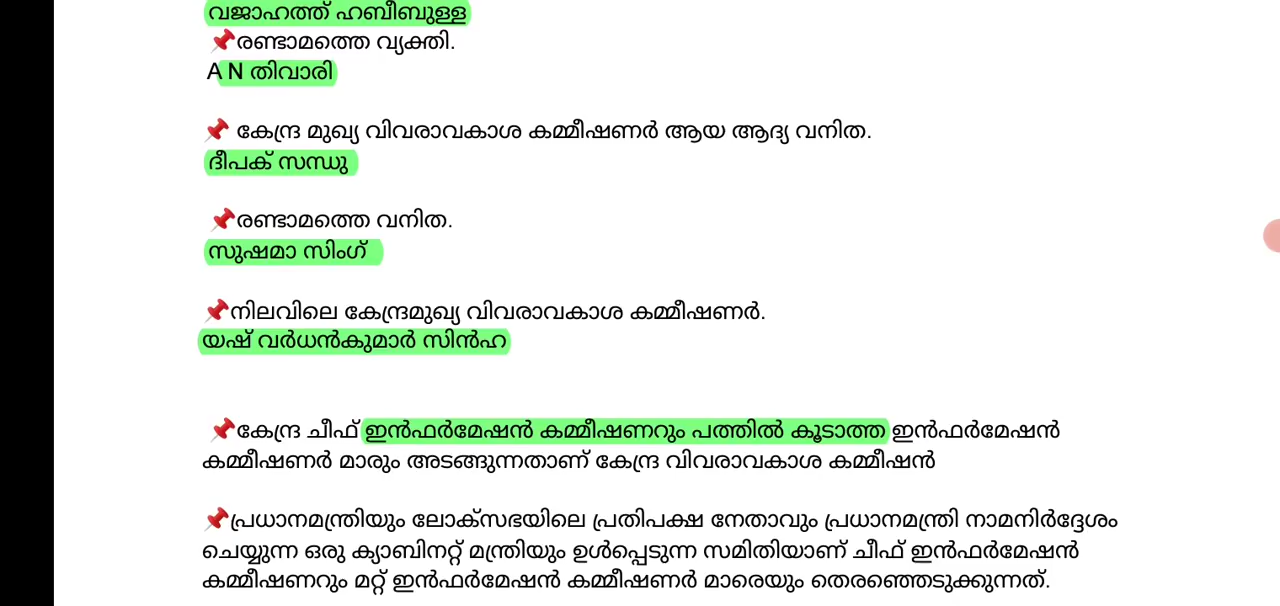 വജാഹത്ത് ഹബീബുള്ള
📌രണ്ടാമത്തെ വ്യക്തി.
A N തിവാരി
📌 കേന്ദ്ര മുഖ്യ വിവരാവകാശ കമ്മീഷണർ ആയ ആദ്യ വനിത.
ദീപക് സന്ധു
📌രണ്ടാമത്തെ വനിത.
സുഷമാ സിംഗ്
📌നിലവിലെ കേന്ദ്രമുഖ്യ വിവരാവകാശ കമ്മീഷണർ.
യഷ് വർധൻകുമാർ സിൻഹ
📌കേന്ദ്ര ചീഫ് ഇൻഫർമേഷൻ കമ്മീഷണറും പത്തിൽ കൂടാത്ത ഇൻഫർമേഷൻ
കമ്മീഷണർ മാരും അടങ്ങുന്നതാണ് കേന്ദ്ര വിവരാവകാശ കമ്മീഷൻ
📌പ്രധാനമന്ത്രിയും ലോക്സഭയിലെ പ്രതിപക്ഷ നേതാവും പ്രധാനമന്ത്രി നാമനിർദ്ദേശം
ചെയ്യുന്ന ഒരു ക്യാബിനറ്റ് മന്ത്രിയും ഉൾപ്പെടുന്ന സമിതിയാണ് ചീഫ് ഇൻഫർമേഷൻ
കമ്മീഷണറും മറ്റ് ഇൻഫർമേഷൻ കമ്മീഷണർ മാരെയും തെരഞ്ഞെടുക്കുന്നത്.